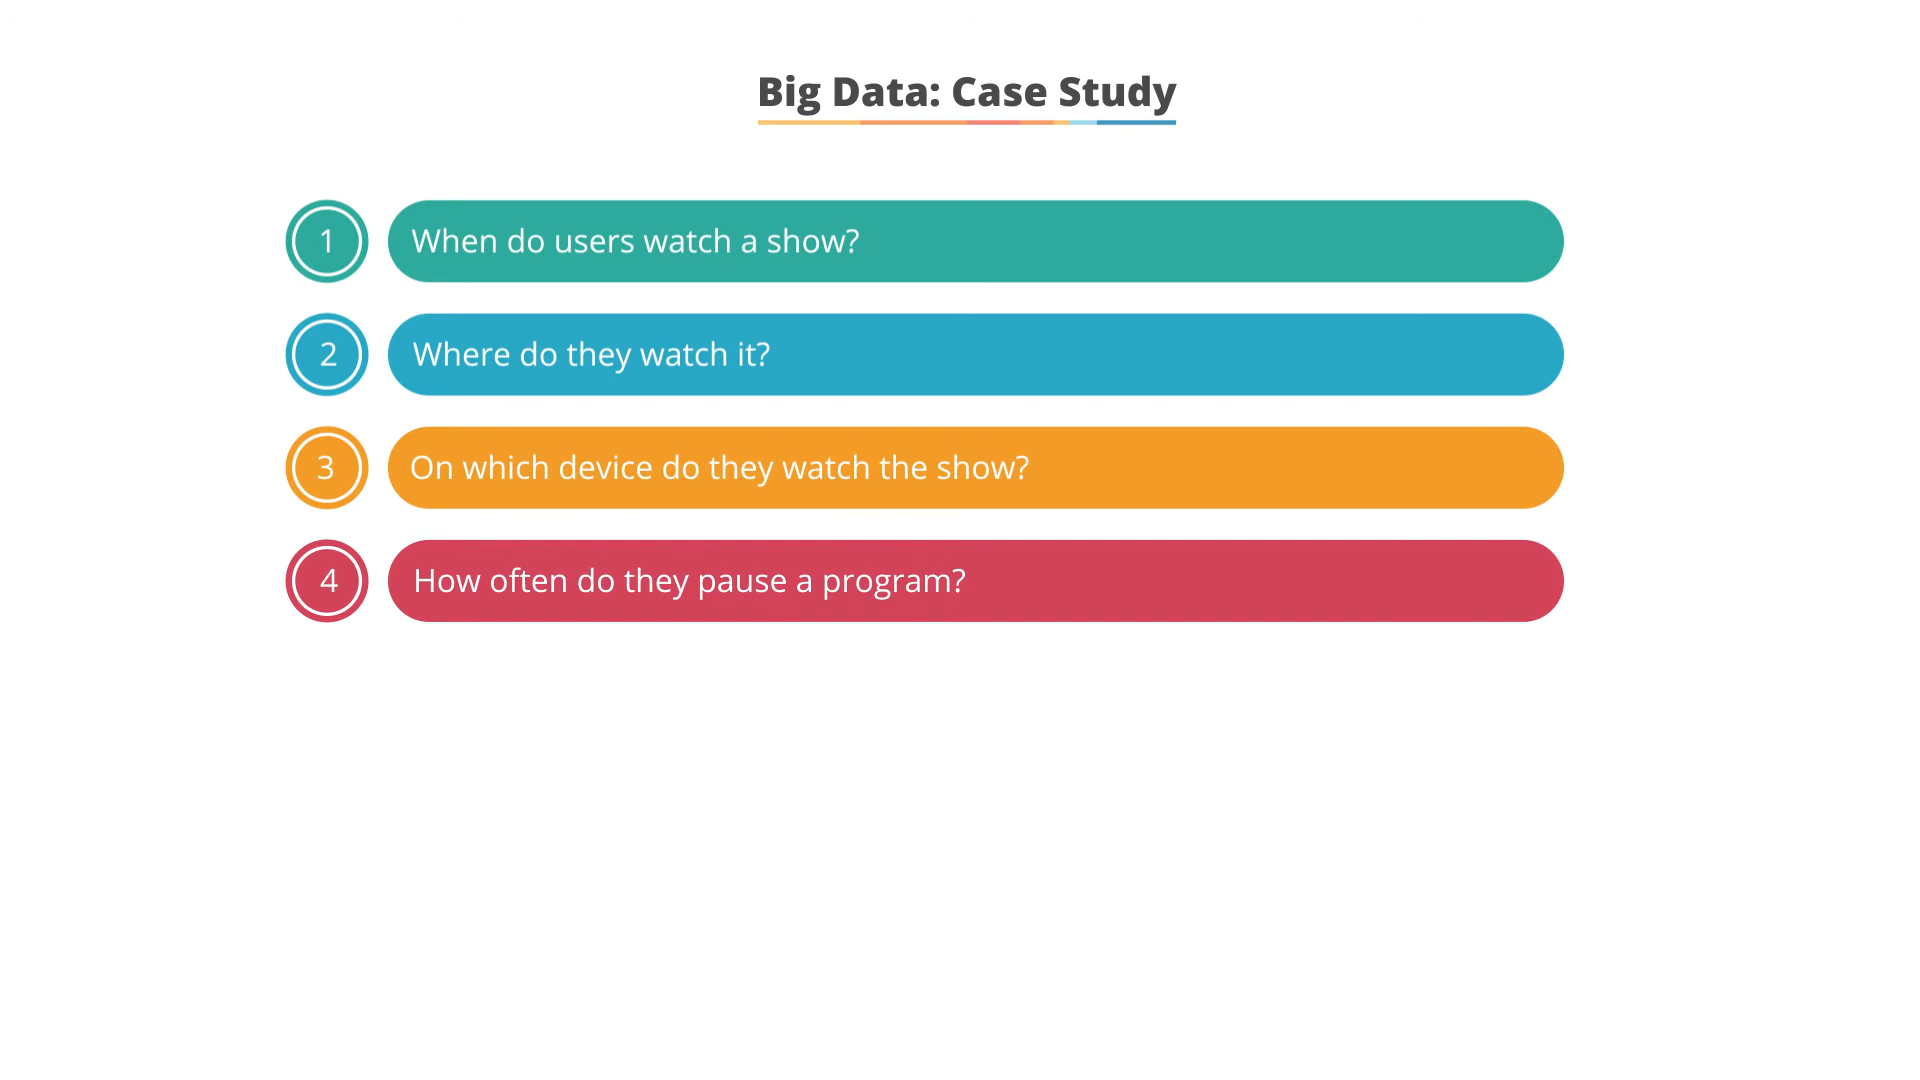 Big Data: Case Study
1 When do users watch a show?
2 Where do they watch it?
3 On which device do they watch the show?
4 How often do they pause a program?